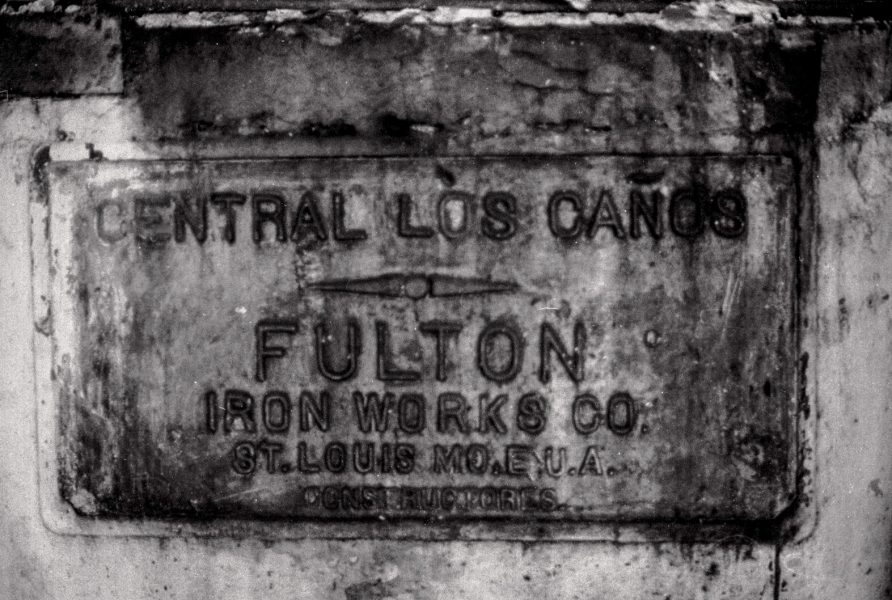 CENTRAL LOS CAÑOS
FULTON
IRON WORKS CO.
ST. LOUIS MO. E.U.A.
CONSTRUCTORES